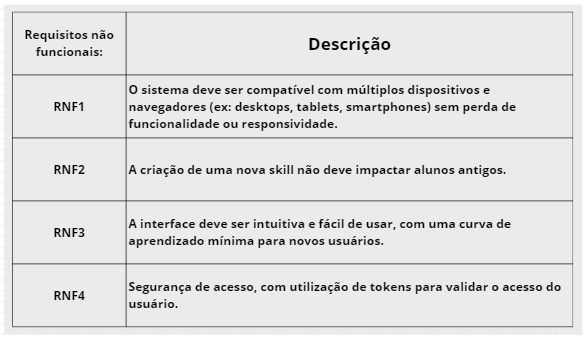 Requisitos não
funcionais:
Descrição
RNF1
O sistema deve ser compatível com múltiplos dispositivos e
navegadores (ex: desktops, tablets, smartphones) sem perda de
funcionalidade ou responsividade.
RNF2
A criação de uma nova skill não deve impactar alunos antigos.
RNF3
A interface deve ser intuitiva e fácil de usar, com uma curva de
aprendizado mínima para novos usuários.
RNF4
Segurança de acesso, com utilização de tokens para validar o acesso do
usuário.